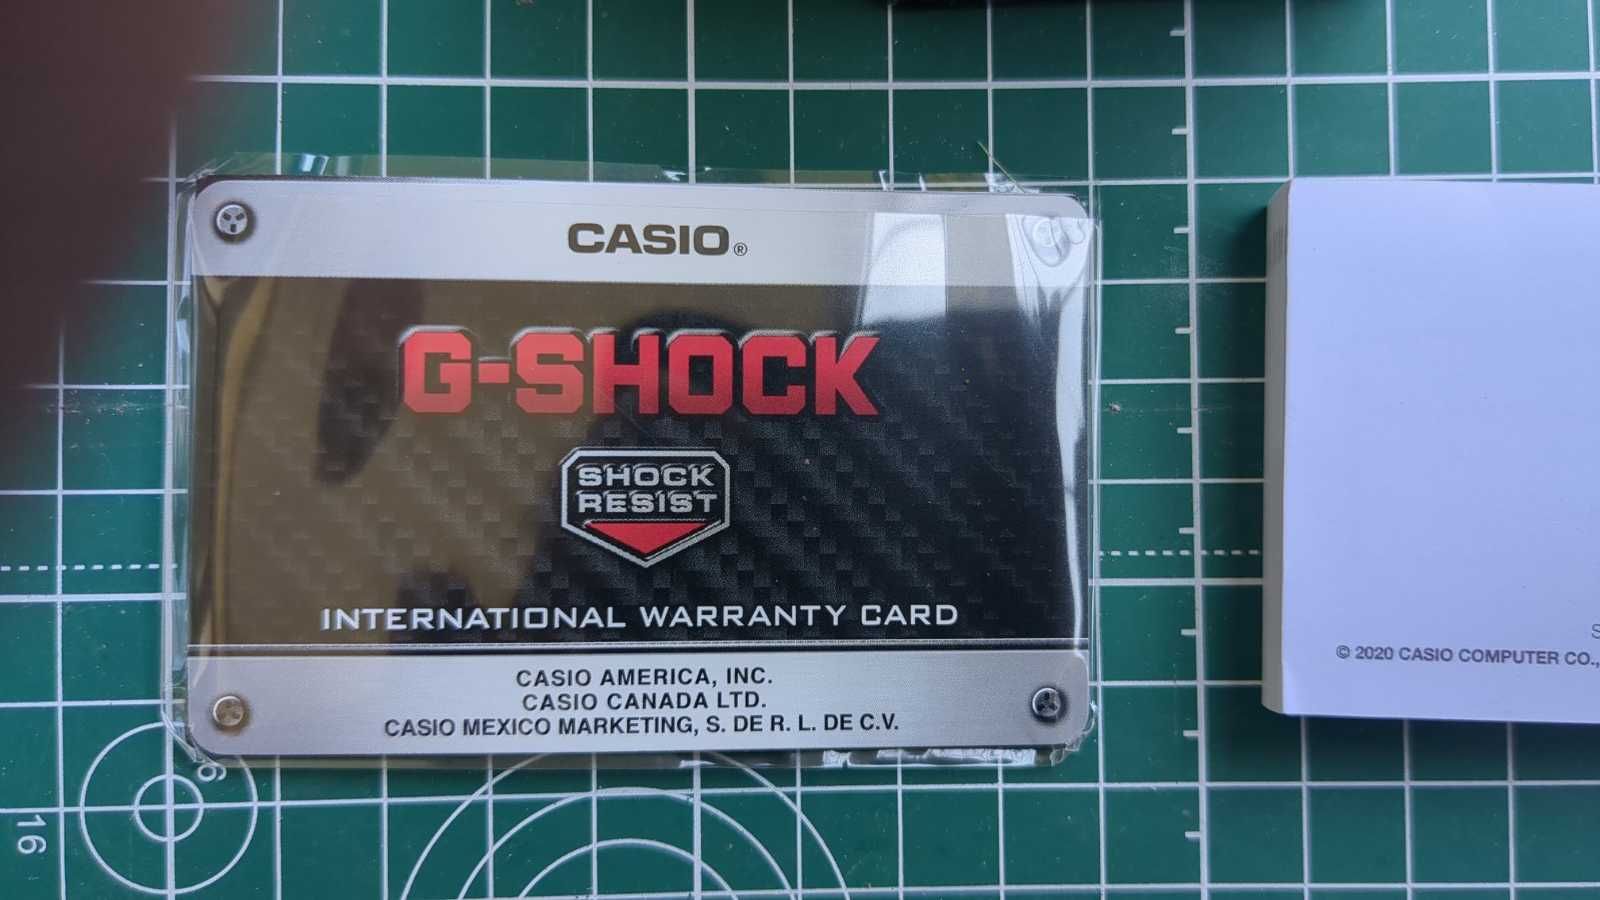 CASIO®
G-SHOCK
SHOCK
RESIST
INTERNATIONAL WARRANTY CARD
CASIO AMERICA, INC.
CASIO CANADA LTD.
CASIO MEXICO MARKETING, S. DE R. L. DE C.V.
S
© 2020 CASIO COMPUTER CO.,
6
16